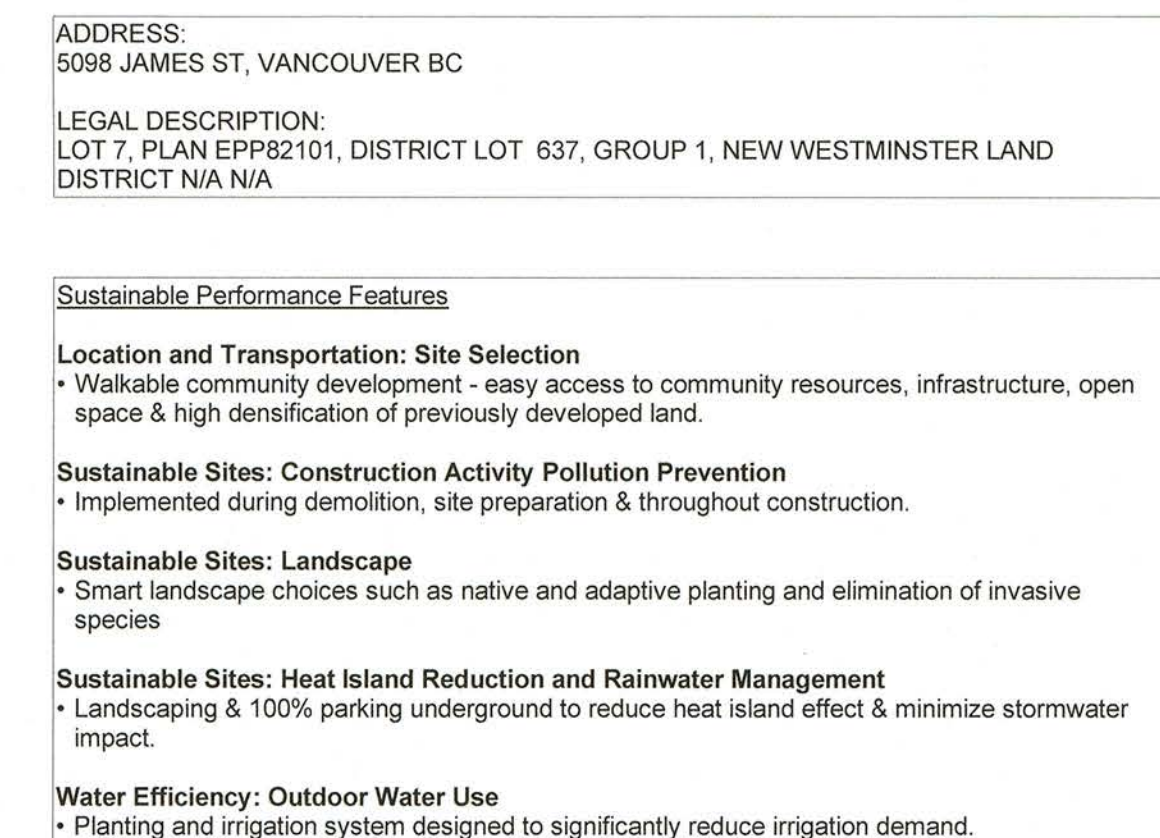 ADDRESS:
5098 JAMES ST, VANCOUVER BC
LEGAL DESCRIPTION:
LOT 7, PLAN EPP82101, DISTRICT LOT  637, GROUP 1, NEW WESTMINSTER LAND
DISTRICT N/A N/A
Sustainable Performance Features
Location and Transportation: Site Selection
• Walkable community development - easy access to community resources, infrastructure, open
space & high densification of previously developed land.
Sustainable Sites: Construction Activity Pollution Prevention
• Implemented during demolition, site preparation & throughout construction.
Sustainable Sites: Landscape
• Smart landscape choices such as native and adaptive planting and elimination of invasive
species
Sustainable Sites: Heat Island Reduction and Rainwater Management
• Landscaping & 100% parking underground to reduce heat island effect & minimize stormwater
impact.
Water Efficiency: Outdoor Water Use
• Planting and irrigation system designed to significantly reduce irrigation demand.